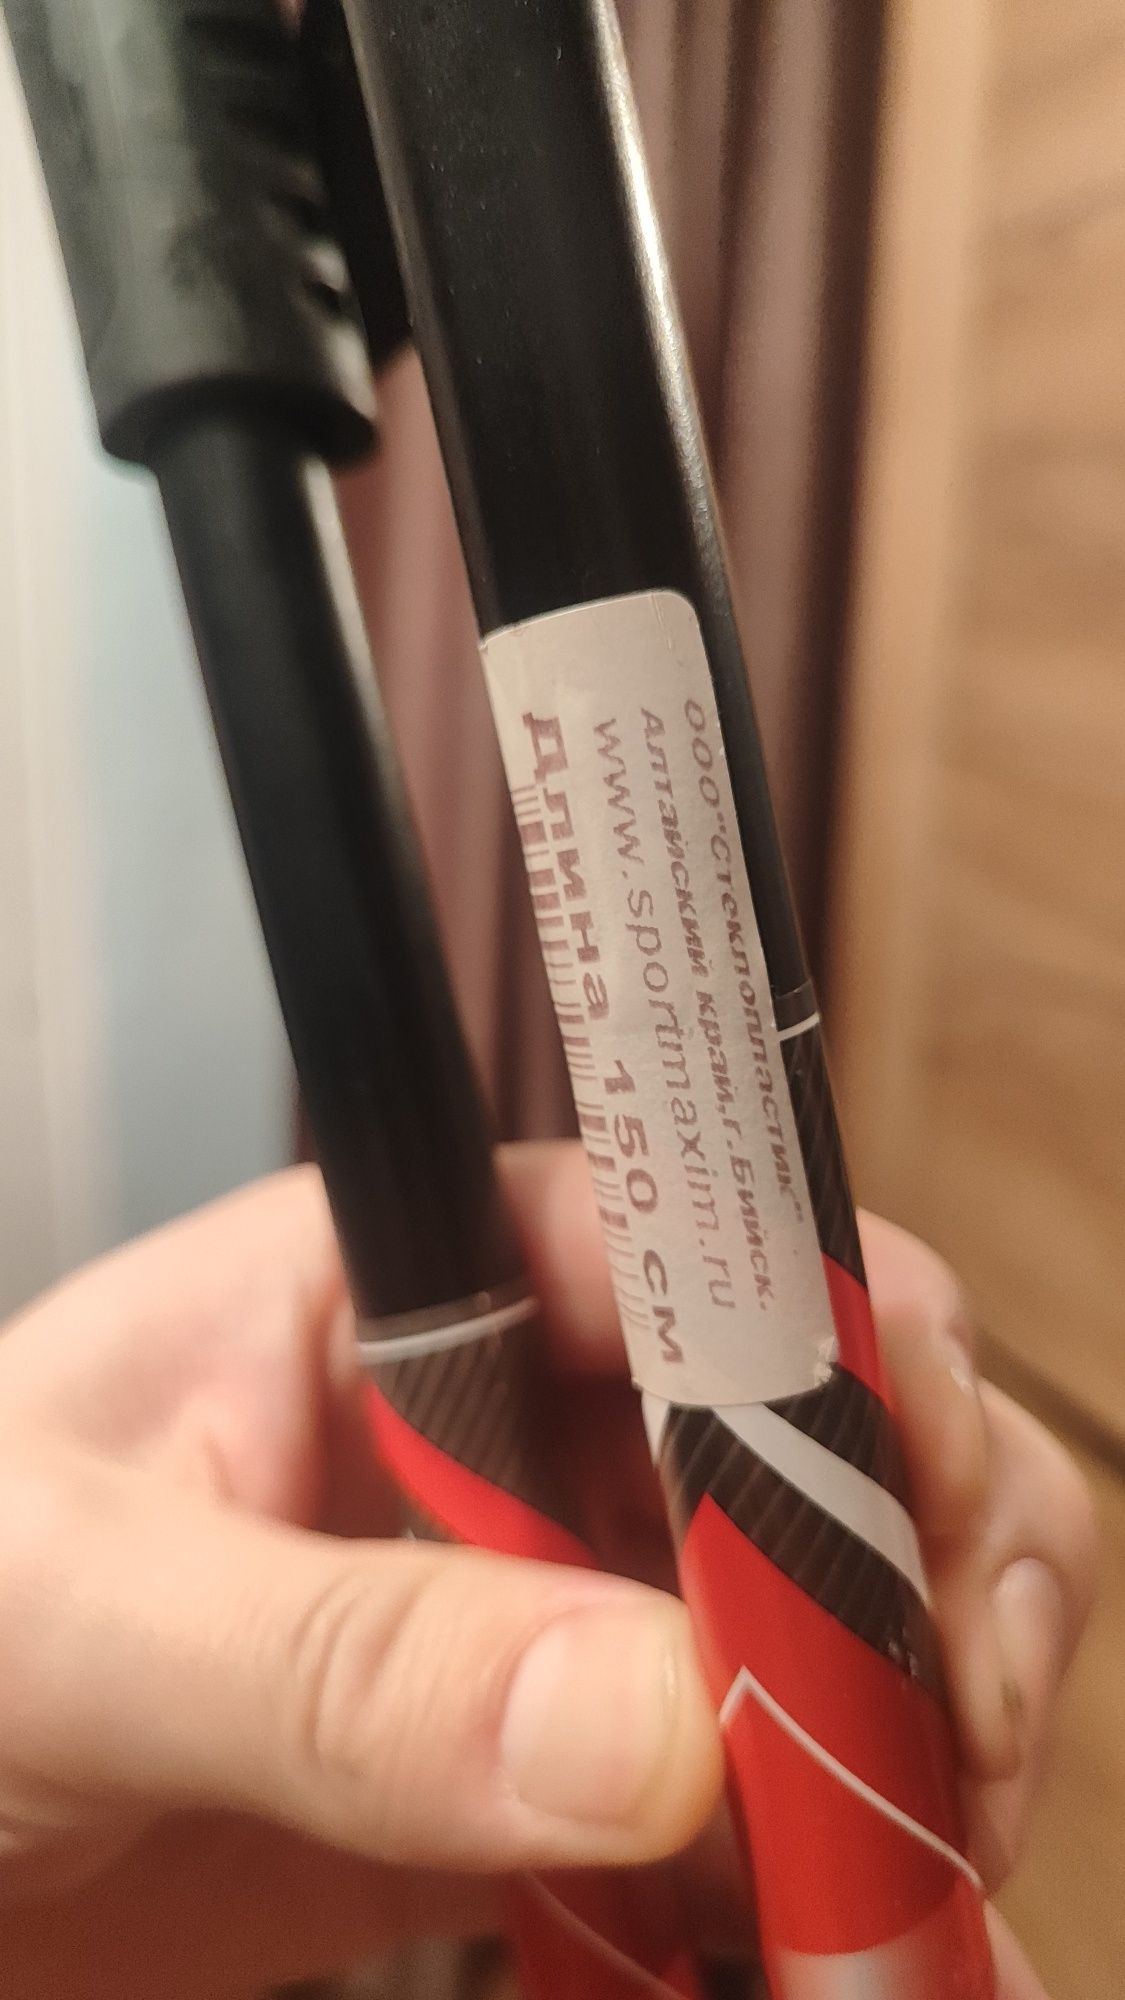 ООО"Стеклопластик"
Алтайский край,г.Бийск.
www.sportmaxim.ru
Длина 150 см